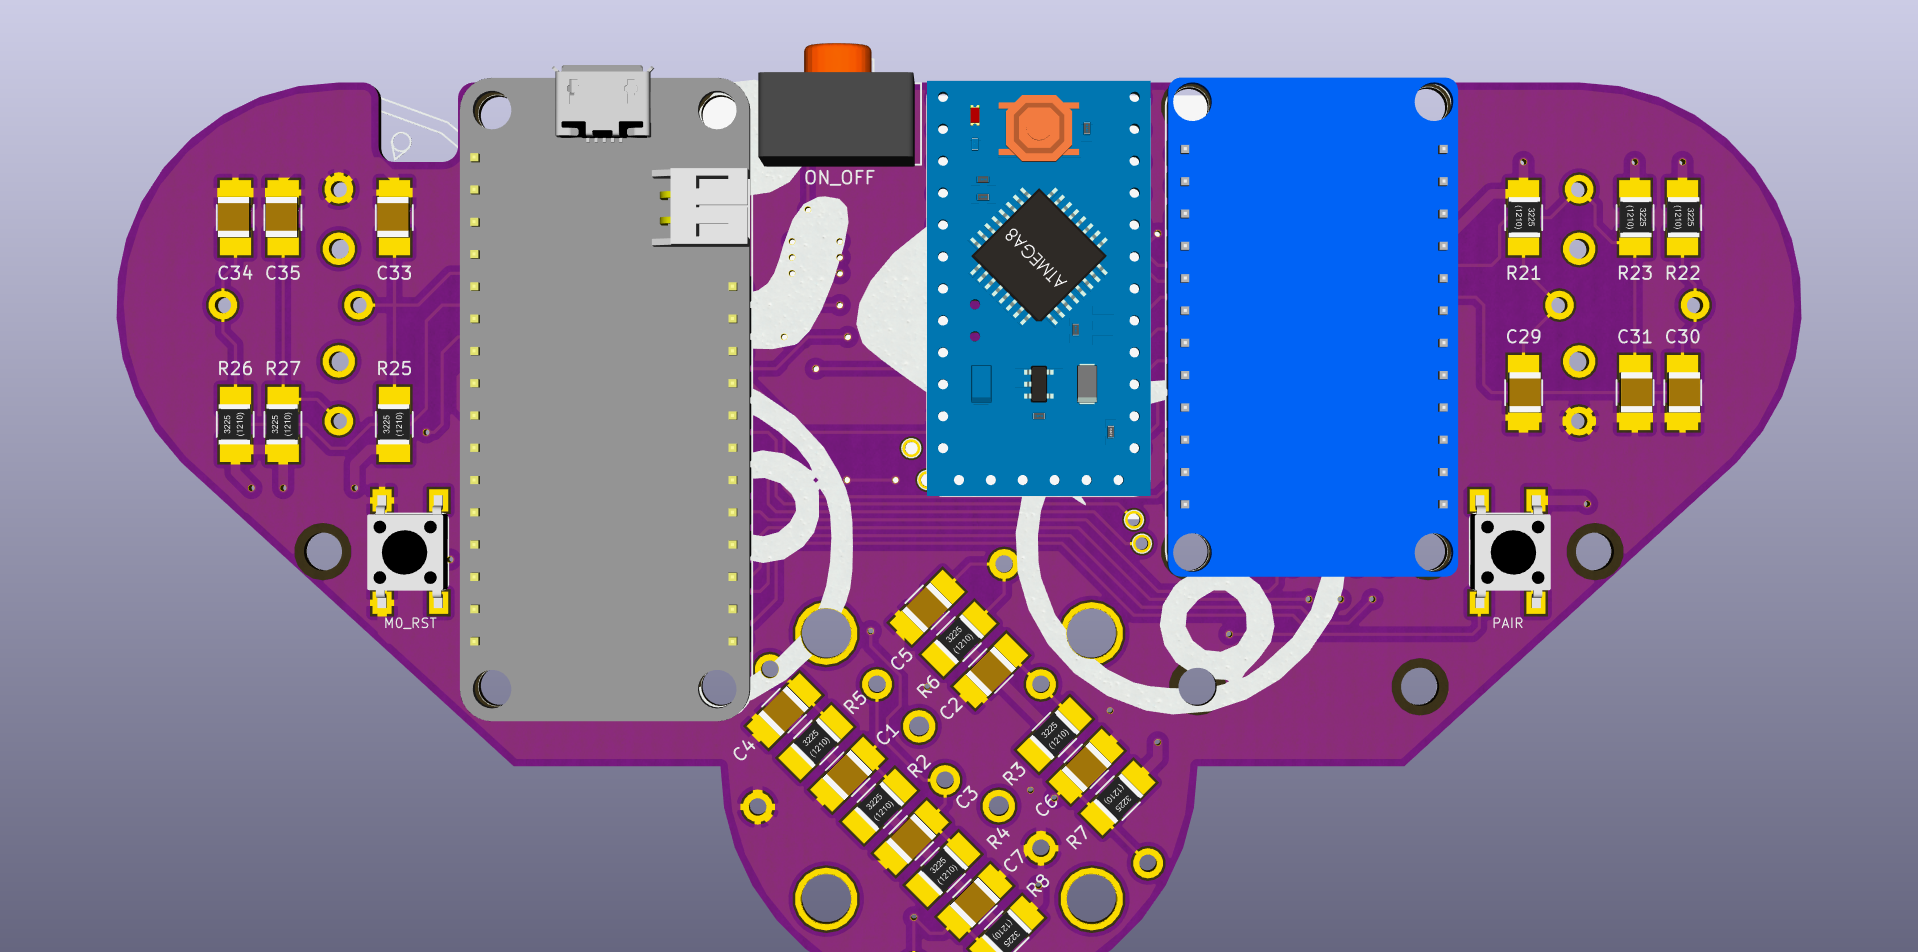 ON_OFF
ATMEGA8
C34 C35 C33
R26 R27 R25
3225
(1210)
3225
(1210)
3225
(1210)
M0_RST
R21 R23 R22
3225
(1210)
3225
(1210)
3225
(1210)
C29 C31 C30
PAIR
C5
R6
C2
3225
(1210)
R5
C4
C1
R2
C3
R4
C7
R8
R3
C6
R7
3225
(1210)
3225
(1210)
3225
(1210)
3225
(1210)
3225
(1210)
3225
(1210)
3225
(1210)